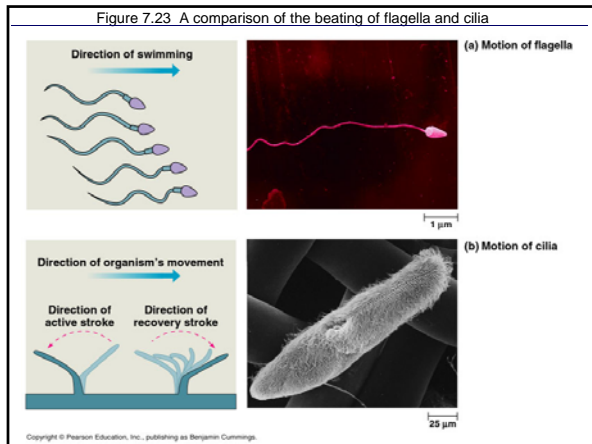 Figure 7.23 A comparison of the beating of flagella and cilia
Direction of swimming
(a) Motion of flagella
1 µm
(b) Motion of cilia
Direction of organism's movement
Direction of
active stroke
Direction of
recovery stroke
25 µm
Copyright © Pearson Education, Inc., publishing as Benjamin Cummings.